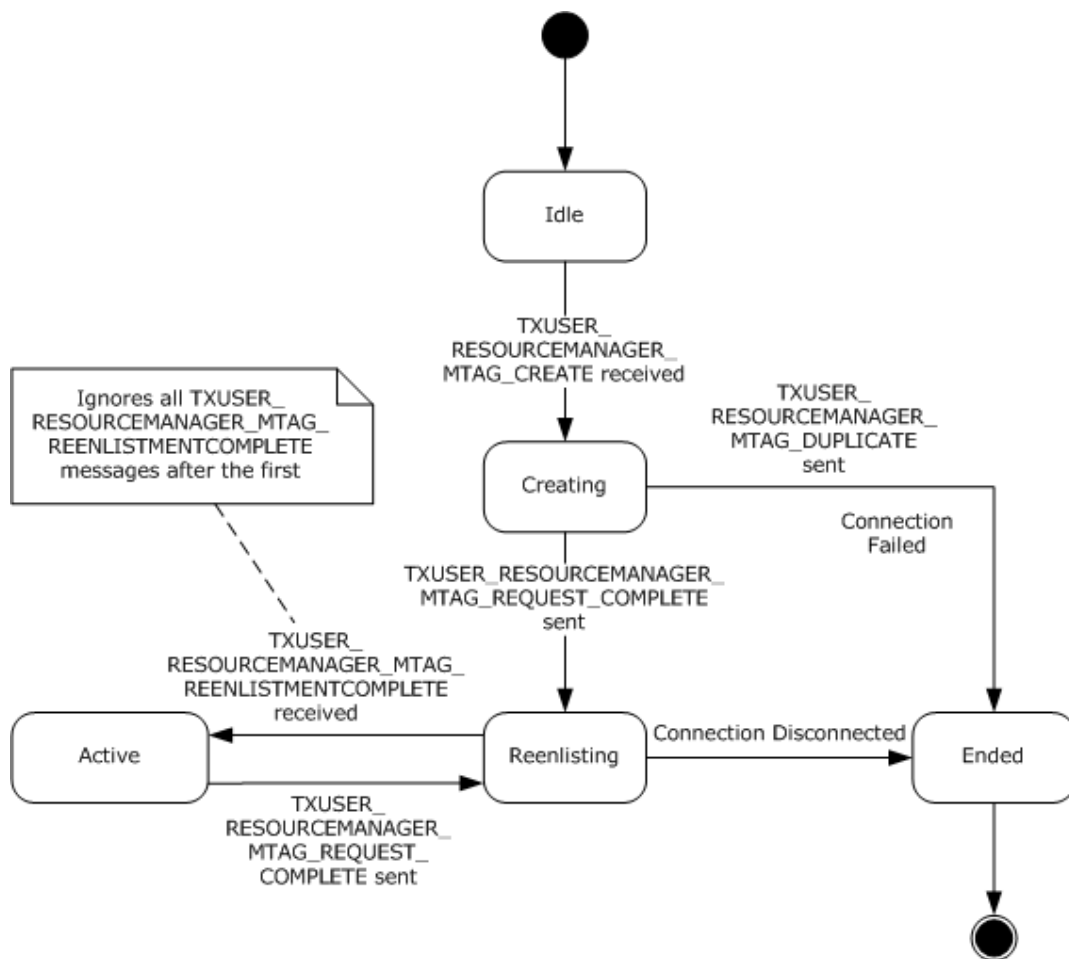 Idle
TXUSER_
RESOURCEMANAGER_
MTAG_CREATE received
Ignores all TXUSER_
RESOURCEMANAGER_MTAG_
REENLISTMENTCOMPLETE
messages after the first
TXUSER_
RESOURCEMANAGER_
MTAG_DUPLICATE
sent
Creating
Connection
Failed
TXUSER_RESOURCEMANAGER_
MTAG_REQUEST_COMPLETE
sent
TXUSER_
RESOURCEMANAGER_MTAG_
REENLISTMENTCOMPLETE
received
Active
Reenlisting
Connection Disconnected
Ended
TXUSER_
RESOURCEMANAGER_
MTAG_REQUEST_
COMPLETE sent